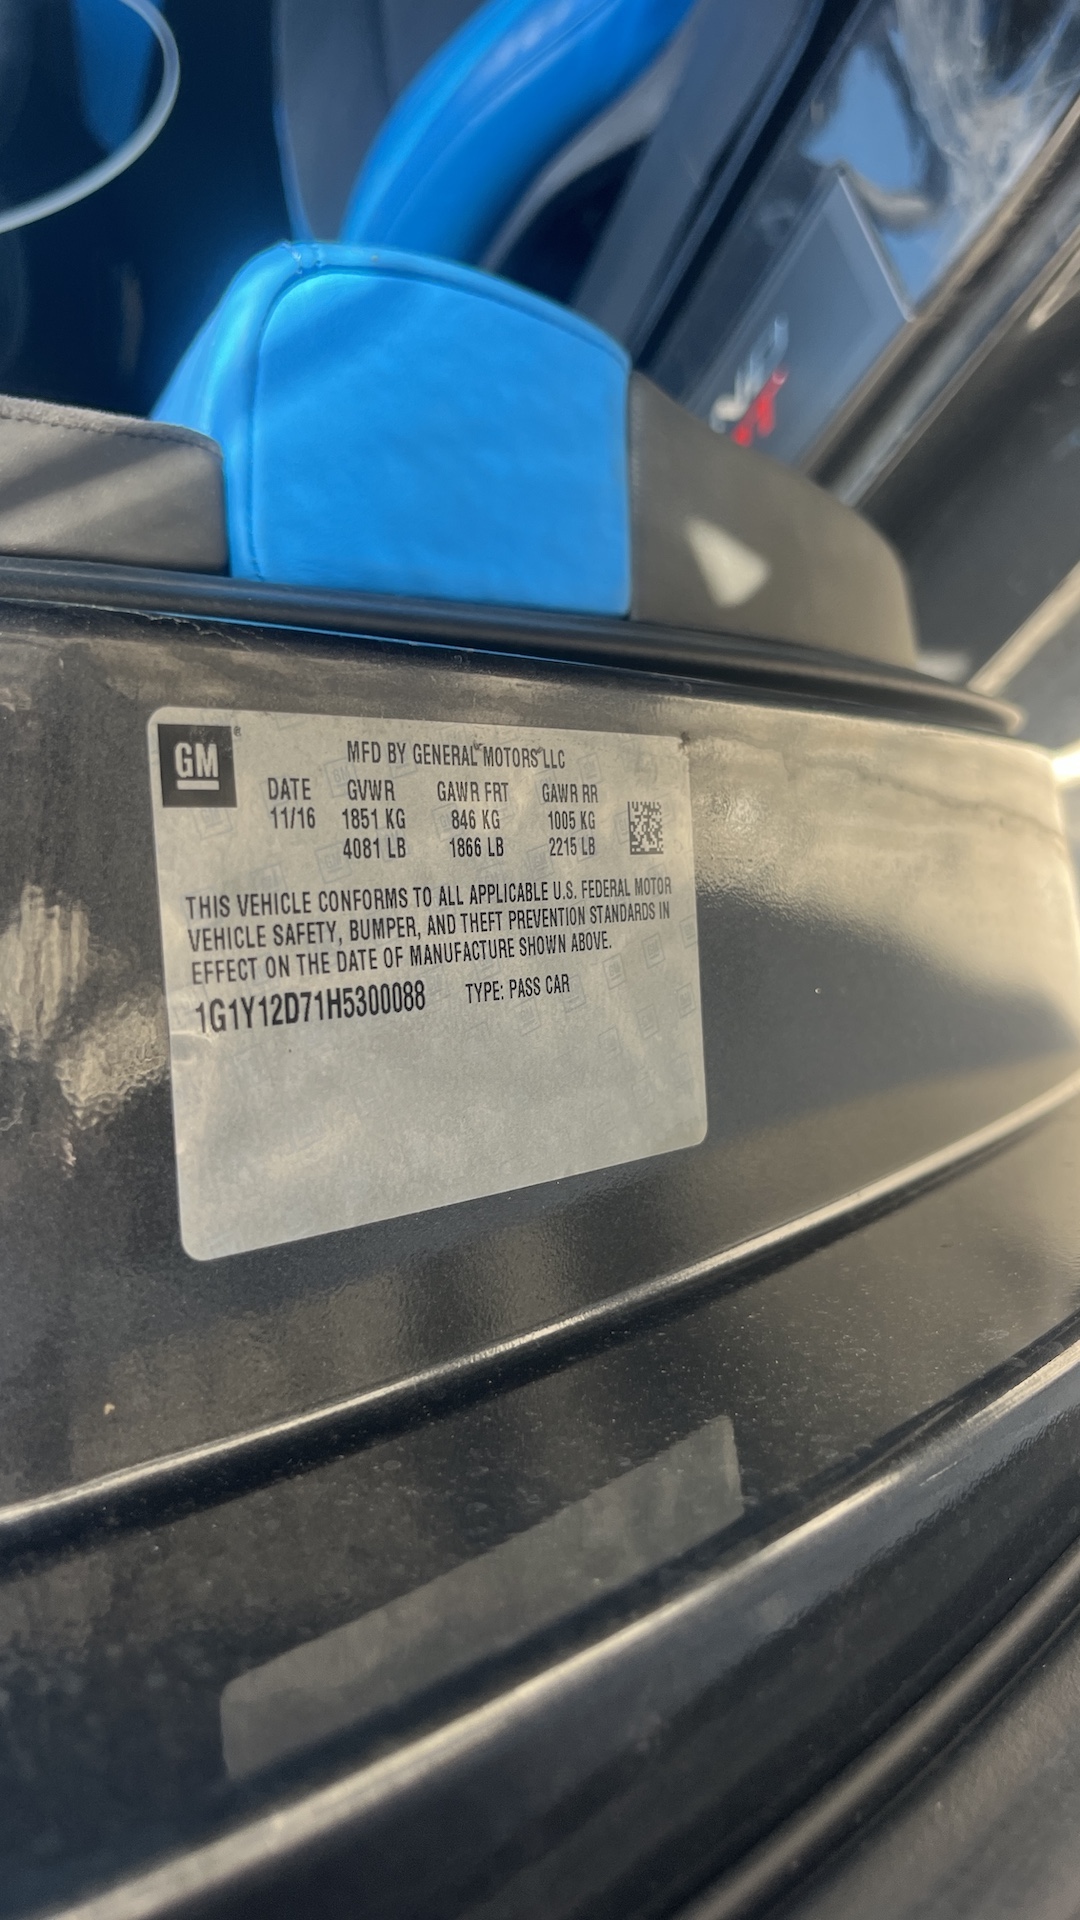 GM
MFD BY GENERAL MOTORS LLC
DATE GVWR GAWR FRT GAWR RR
11/16 1851 KG 846 KG 1005 KG
4081 LB 1866 LB 2215 LB
THIS VEHICLE CONFORMS TO ALL APPLICABLE U.S. FEDERAL MOTOR
VEHICLE SAFETY, BUMPER, AND THEFT PREVENTION STANDARDS IN
EFFECT ON THE DATE OF MANUFACTURE SHOWN ABOVE.
1G1Y12D71H5300088 TYPE: PASS CAR